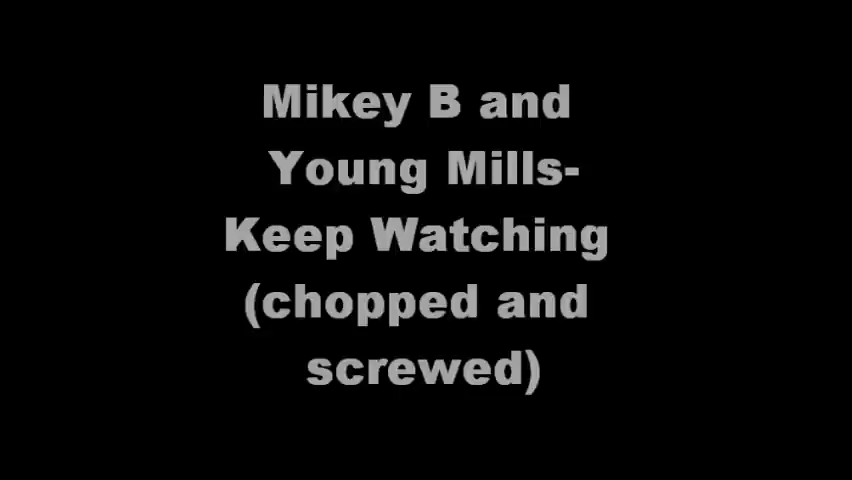 Mikey B and
Young Mills-
Keep Watching
(chopped and
screwed)